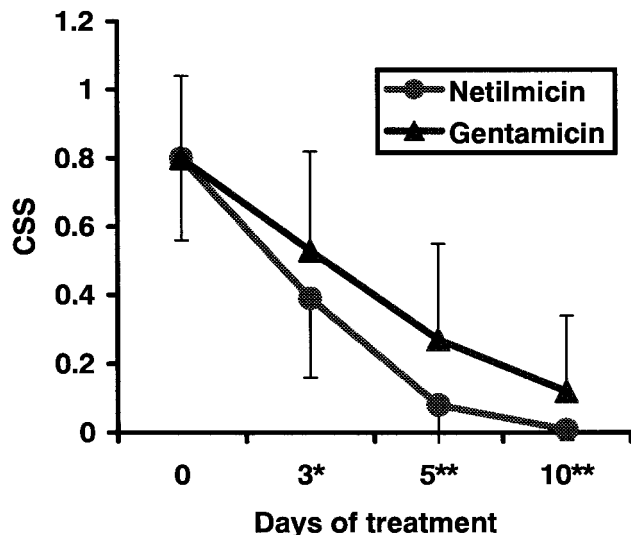 1.2
1
0.8
0.6
0.4
0.2
0
CSS
Netilmicin
Gentamicin
0 3* 5** 10**
Days of treatment